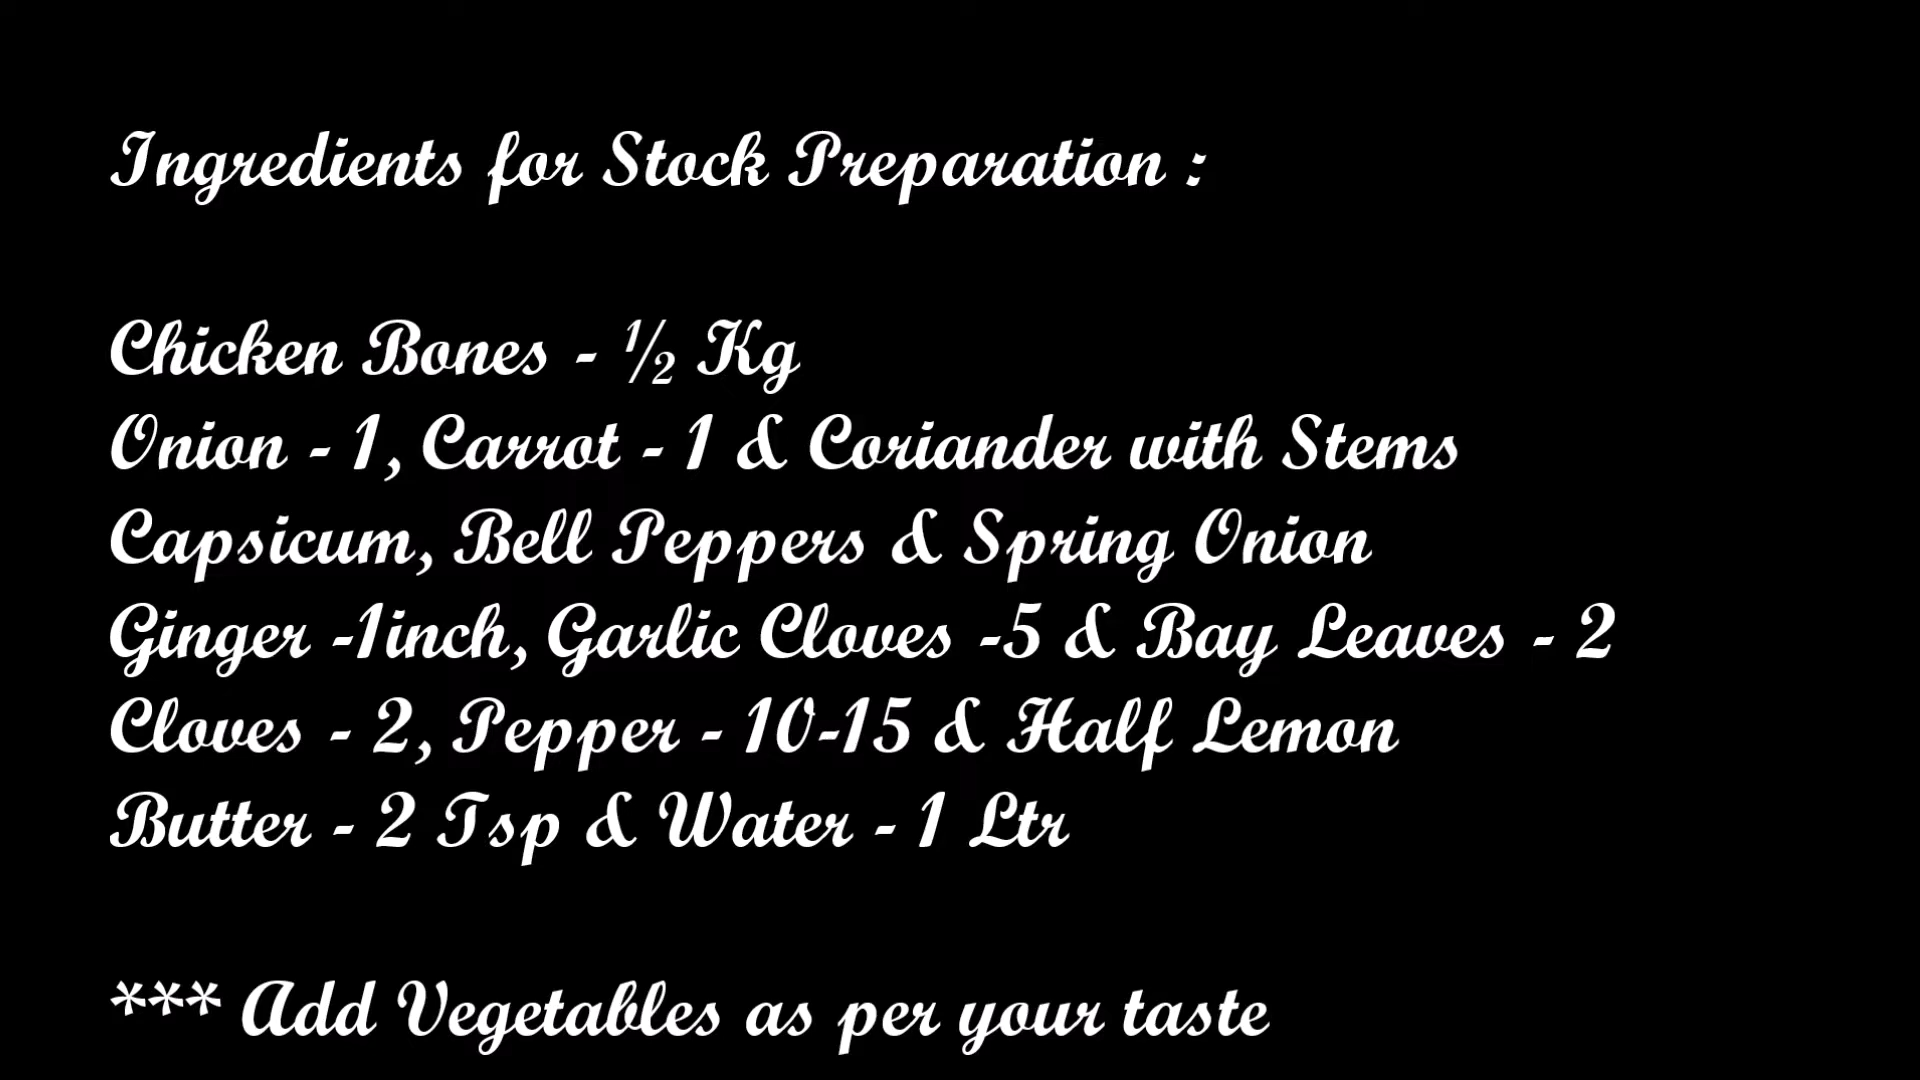 Ingredients for Stock Preparation :
Chicken Bones - ½ Kg
Onion - 1, Carrot - 1 & Coriander with Stems
Capsicum, Bell Peppers & Spring Onion
Ginger -1inch, Garlic Cloves -5 & Bay Leaves - 2
Cloves - 2, Pepper - 10-15 & Half Lemon
Butter - 2 Tsp & Water - 1 Ltr
*** Add Vegetables as per your taste